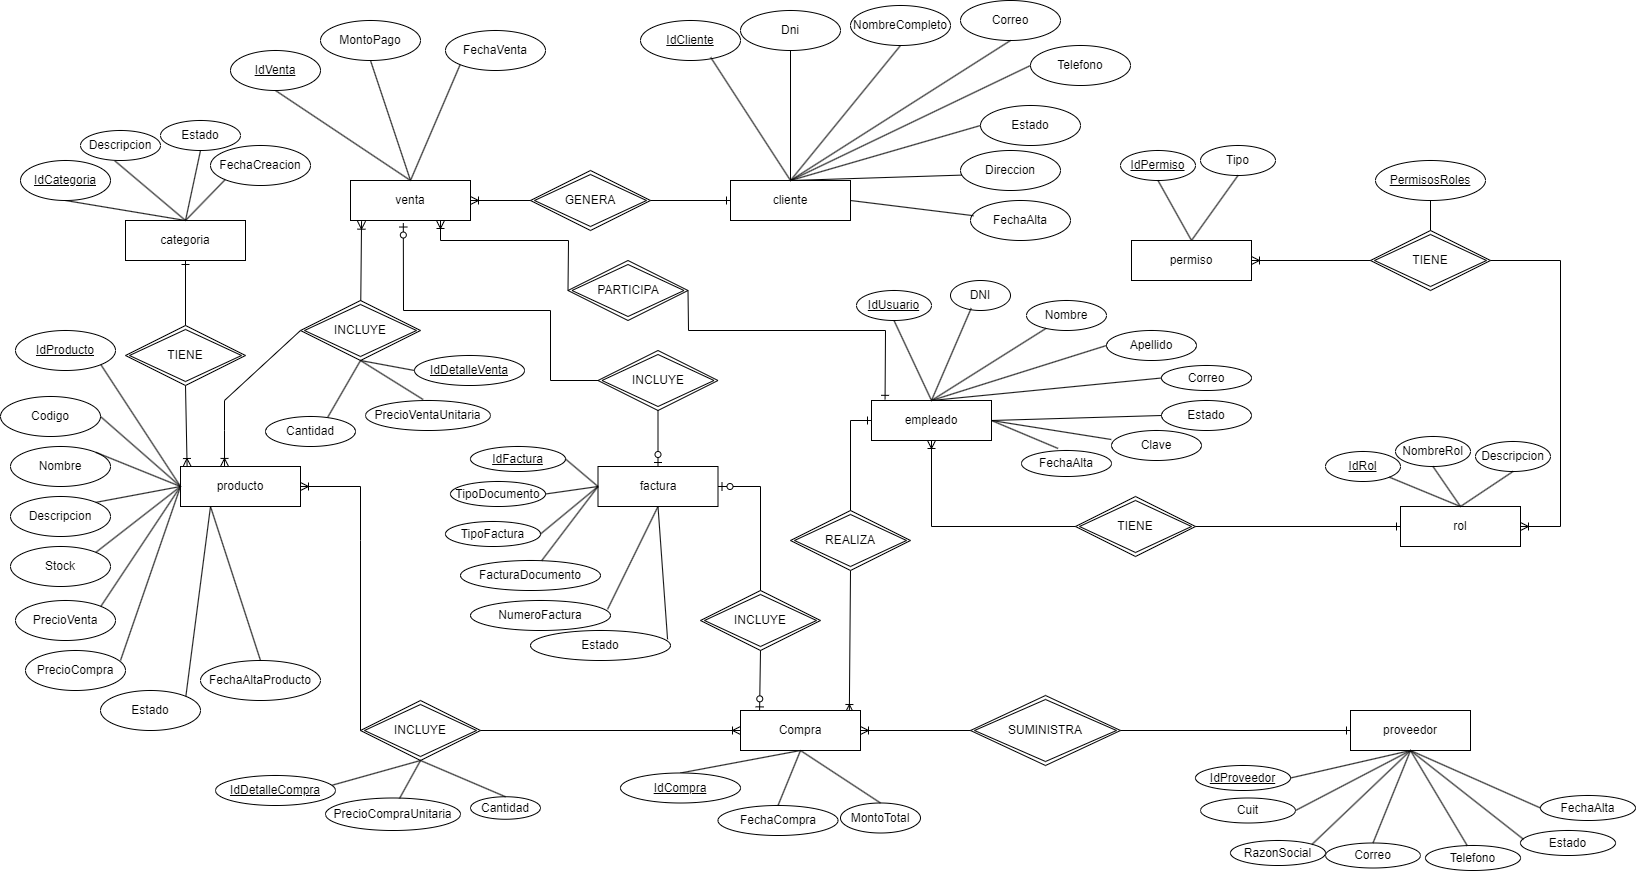 IdVenta
MontoPago
FechaVenta
IdCliente
Dni
NombreCompleto
Correo
Telefono
Estado
Direccion
FechaAlta
venta
GENERA
cliente
IdCategoria
Descripcion
Estado
FechaCreacion
categoria
IdPermiso
Tipo
permiso
PermisosRoles
TIENE
PARTICIPA
INCLUYE
TIENE
IdDetalleVenta
Cantidad
PrecioVentaUnitaria
INCLUYE
IdUsuario
DNI
Nombre
Apellido
Correo
Estado
Clave
FechaAlta
empleado
IdProducto
Codigo
Nombre
Descripcion
Stock
PrecioVenta
PrecioCompra
Estado
FechaAltaProducto
producto
IdFactura
TipoDocumento
TipoFactura
FacturaDocumento
NumeroFactura
Estado
factura
IdRol
NombreRol
Descripcion
rol
TIENE
REALIZA
INCLUYE
INCLUYE
Compra
SUMINISTRA
proveedor
IdDetalleCompra
PrecioCompraUnitaria
Cantidad
IdCompra
FechaCompra
MontoTotal
IdProveedor
Cuit
RazonSocial
Correo
Telefono
Estado
FechaAlta